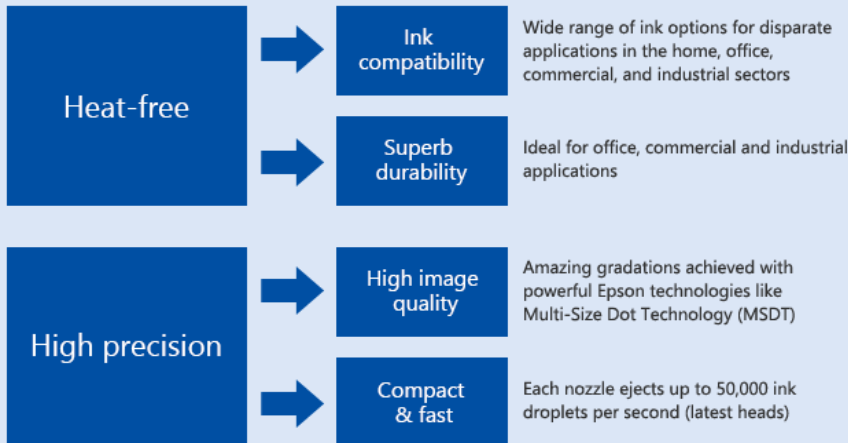 Heat-free
Ink
compatibility
Wide range of ink options for disparate
applications in the home, office,
commercial, and industrial sectors
Superb
durability
Ideal for office, commercial and industrial
applications
High precision
High image
quality
Amazing gradations achieved with
powerful Epson technologies like
Multi-Size Dot Technology (MSDT)
Compact
& fast
Each nozzle ejects up to 50,000 ink
droplets per second (latest heads)